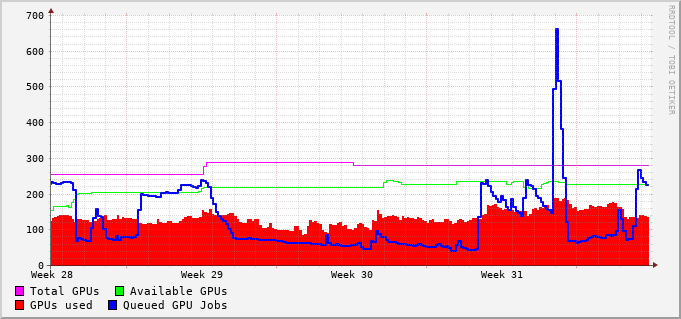 700
600
500
400
300
200
100
0
Week 28 Week 29 Week 30 Week 31
Total GPUs Available GPUs
GPUs used Queued GPU Jobs
RRDTOOL / TOBI OETIKER